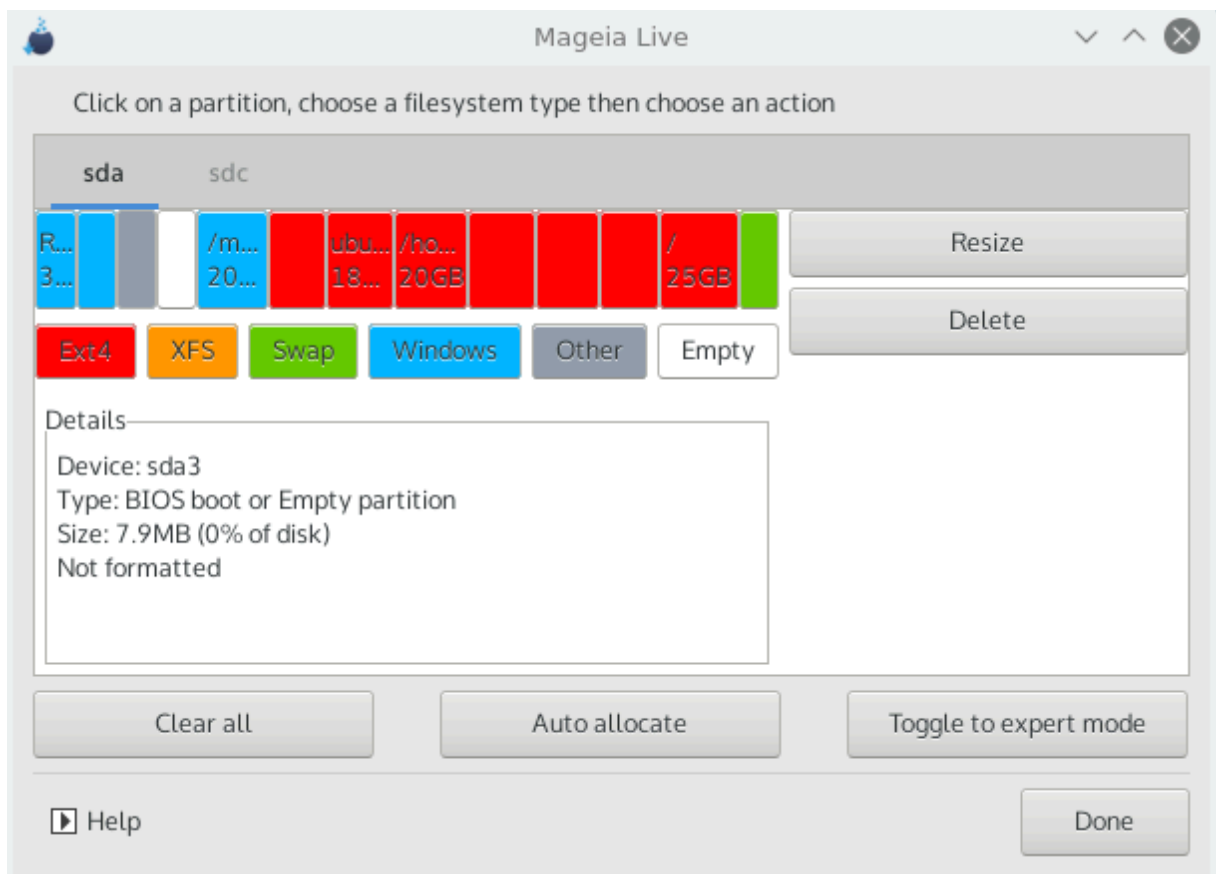 Mageia Live
Click on a partition, choose a filesystem type then choose an action
sda sdc
R... /m... ubu... /ho... /
3... 20... 18... 20GB 25GB
Resize
Delete
Ext4 XFS Swap Windows Other Empty
Details
Device: sda3
Type: BIOS boot or Empty partition
Size: 7.9MB (0% of disk)
Not formatted
Clear all Auto allocate Toggle to expert mode
Help Done